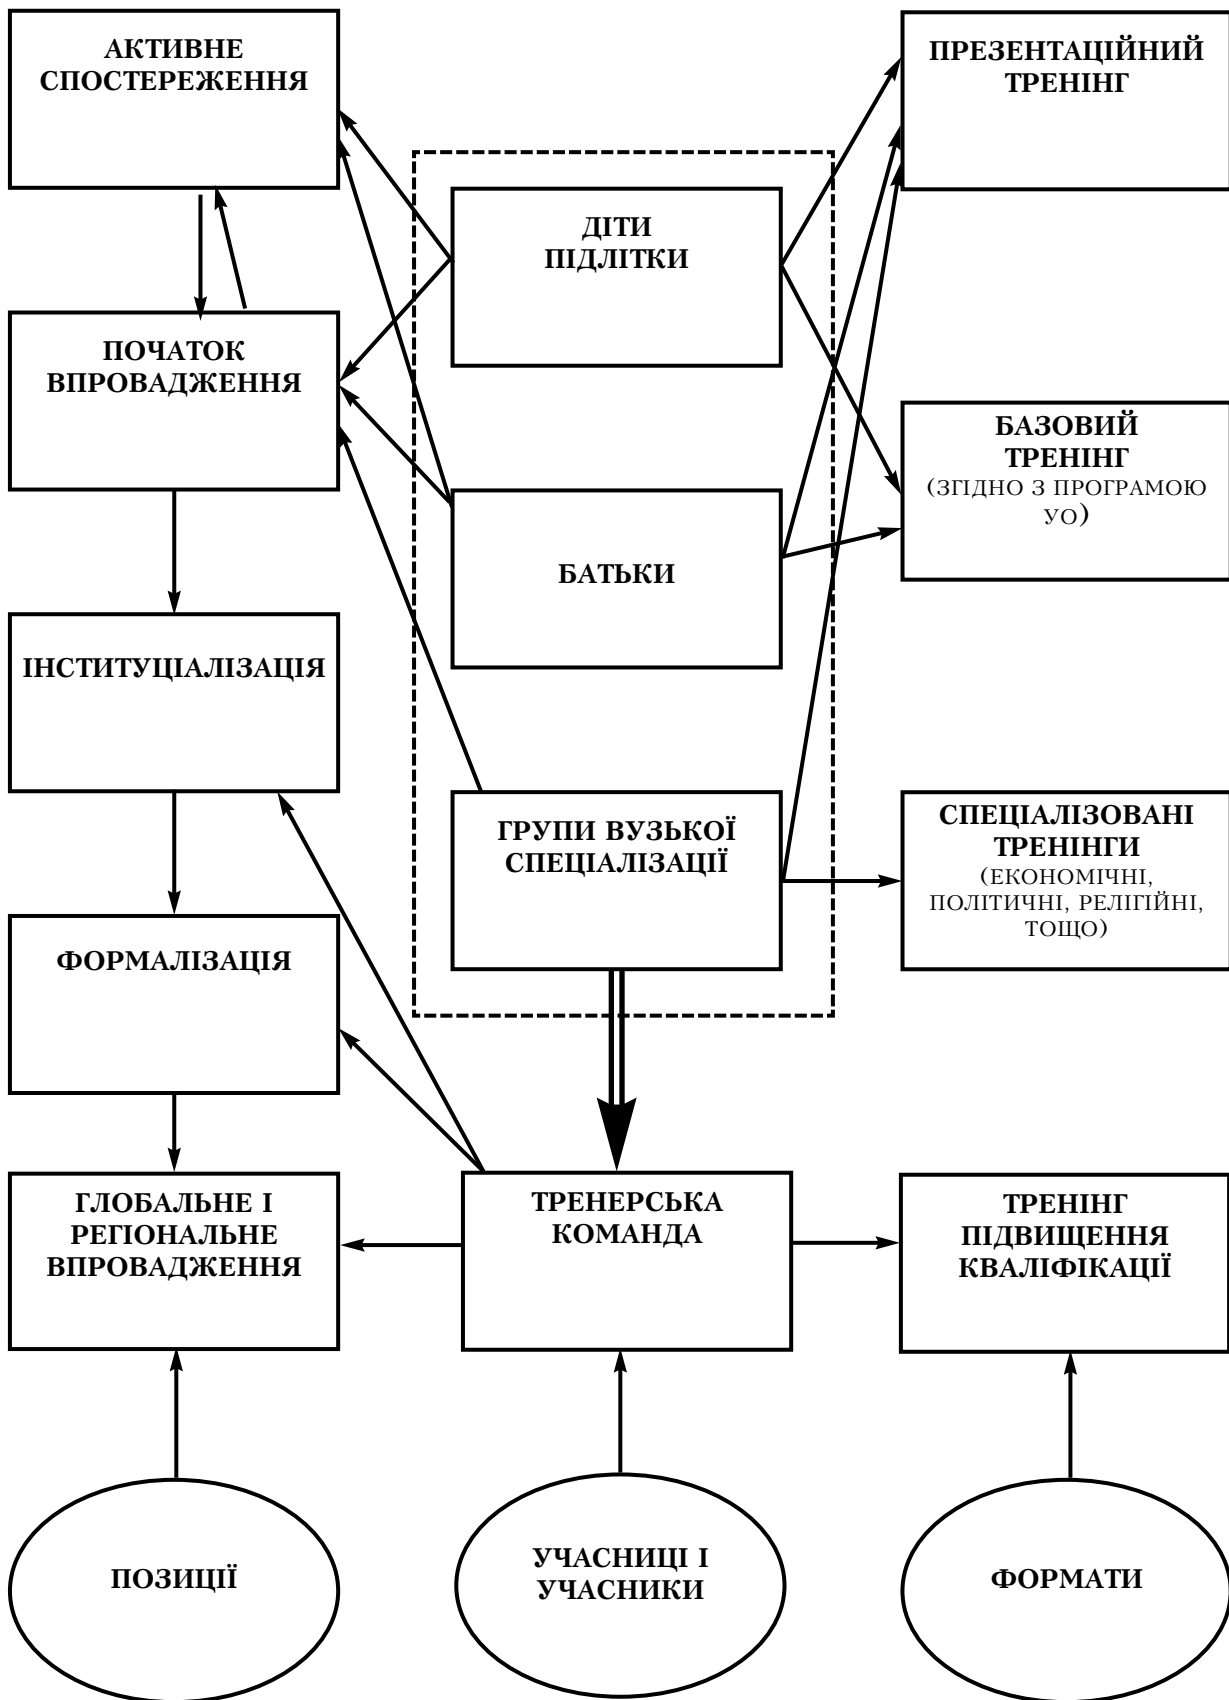 АКТИВНЕ
СПОСТЕРЕЖЕННЯ
ПРЕЗЕНТАЦІЙНИЙ
ТРЕНІНГ
ДІТИ
ПІДЛІТКИ
ПОЧАТОК
ВПРОВАДЖЕННЯ
БАЗОВИЙ
ТРЕНІНГ
(ЗГІДНО З ПРОГРАМОЮ
УО)
БАТЬКИ
ІНСТИТУЦІАЛІЗАЦІЯ
ГРУПИ ВУЗЬКОЇ
СПЕЦІАЛІЗАЦІЇ
СПЕЦІАЛІЗОВАНІ
ТРЕНІНГИ
(ЕКОНОМІЧНІ,
ПОЛІТИЧНІ, РЕЛІГІЙНІ,
ТОЩО)
ФОРМАЛІЗАЦІЯ
ГЛОБАЛЬНЕ І
РЕГІОНАЛЬНЕ
ВПРОВАДЖЕННЯ
ТРЕНЕРСЬКА
КОМАНДА
ТРЕНІНГ
ПІДВИЩЕННЯ
КВАЛІФІКАЦІЇ
ПОЗИЦІЇ
УЧАСНИЦІ І
УЧАСНИКИ
ФОРМАТИ